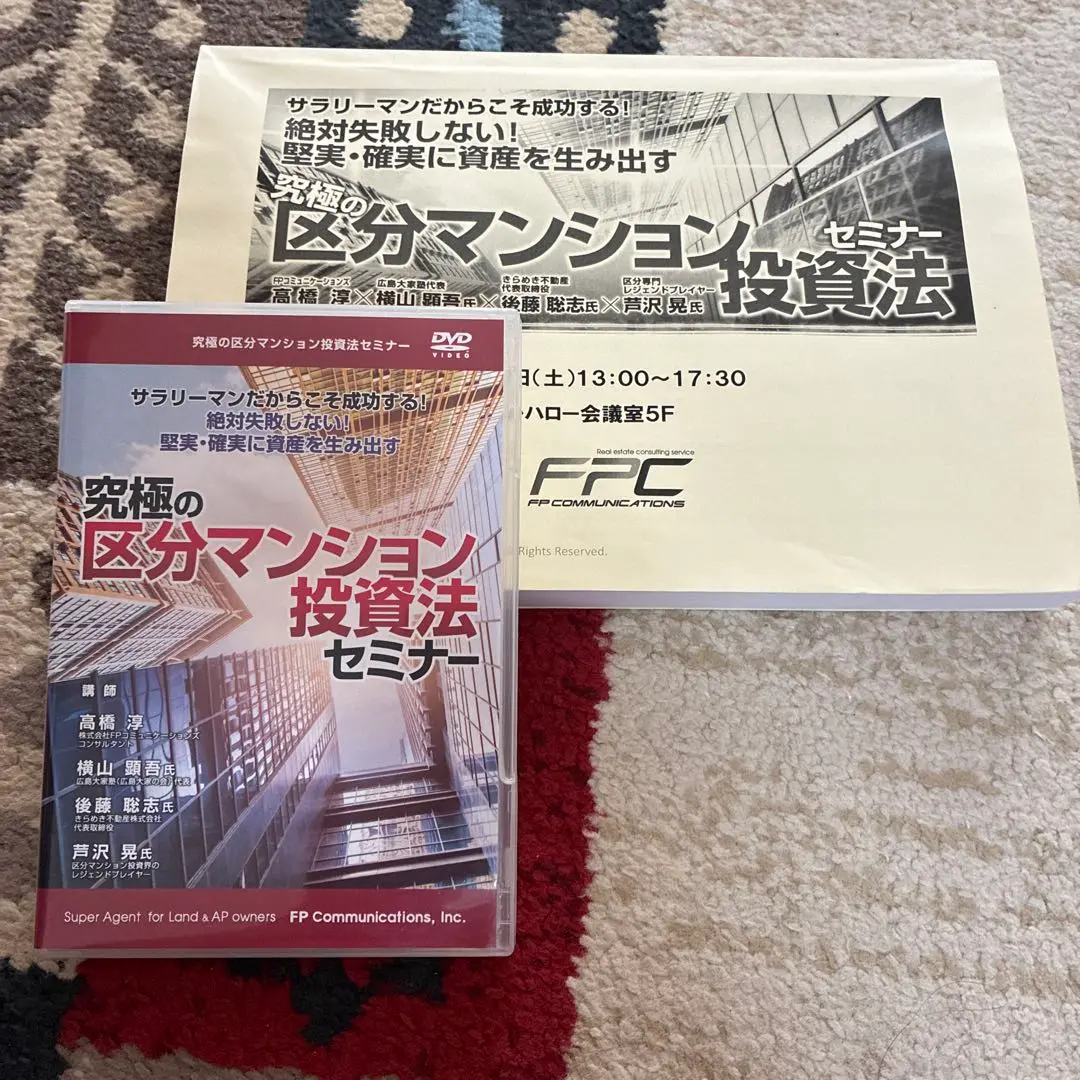 サラリーマンだからこそ成功する!
絶対失敗しない!
堅実・確実に資産を生み出す
究極の
区分マンション
投資法
セミナー
FPコミュニケーションズ
高橋 淳×
広島大家塾代表
横山 顕吾氏×
きらめき不動産
代表取締役
後藤 聡志氏×
区分専門
レジェンドプレイヤー
芦沢 晃氏
(土)13:00〜17:30
ハロー会議室5F
Real estate consulting service
FPC
FP COMMUNICATIONS
Rights Reserved.
究極の区分マンション投資法セミナー
DVD
VIDEO
サラリーマンだからこそ成功する!
絶対失敗しない!
堅実・確実に資産を生み出す
究極の
区分マンション
投資法
セミナー
講師
高橋 淳
株式会社FPコミュニケーションズ
コンサルタント
横山 顕吾氏
広島大家塾(広島大家の会)代表
後藤 聡志氏
きらめき不動産株式会社
代表取締役
芦沢 晃氏
区分マンション投資界の
レジェンドプレイヤー
Super Agent for Land & AP owners FP Communications, Inc.